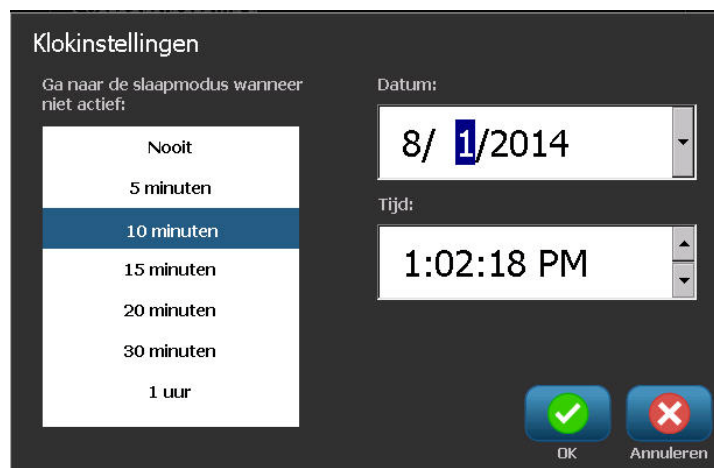 Klokinstellingen
Ga naar de slaapmodus wanneer
niet actief:
Nooit
5 minuten
10 minuten
15 minuten
20 minuten
30 minuten
1 uur
Datum:
8/ 1/2014
Tijd:
1:02:18 PM
OK
Annuleren